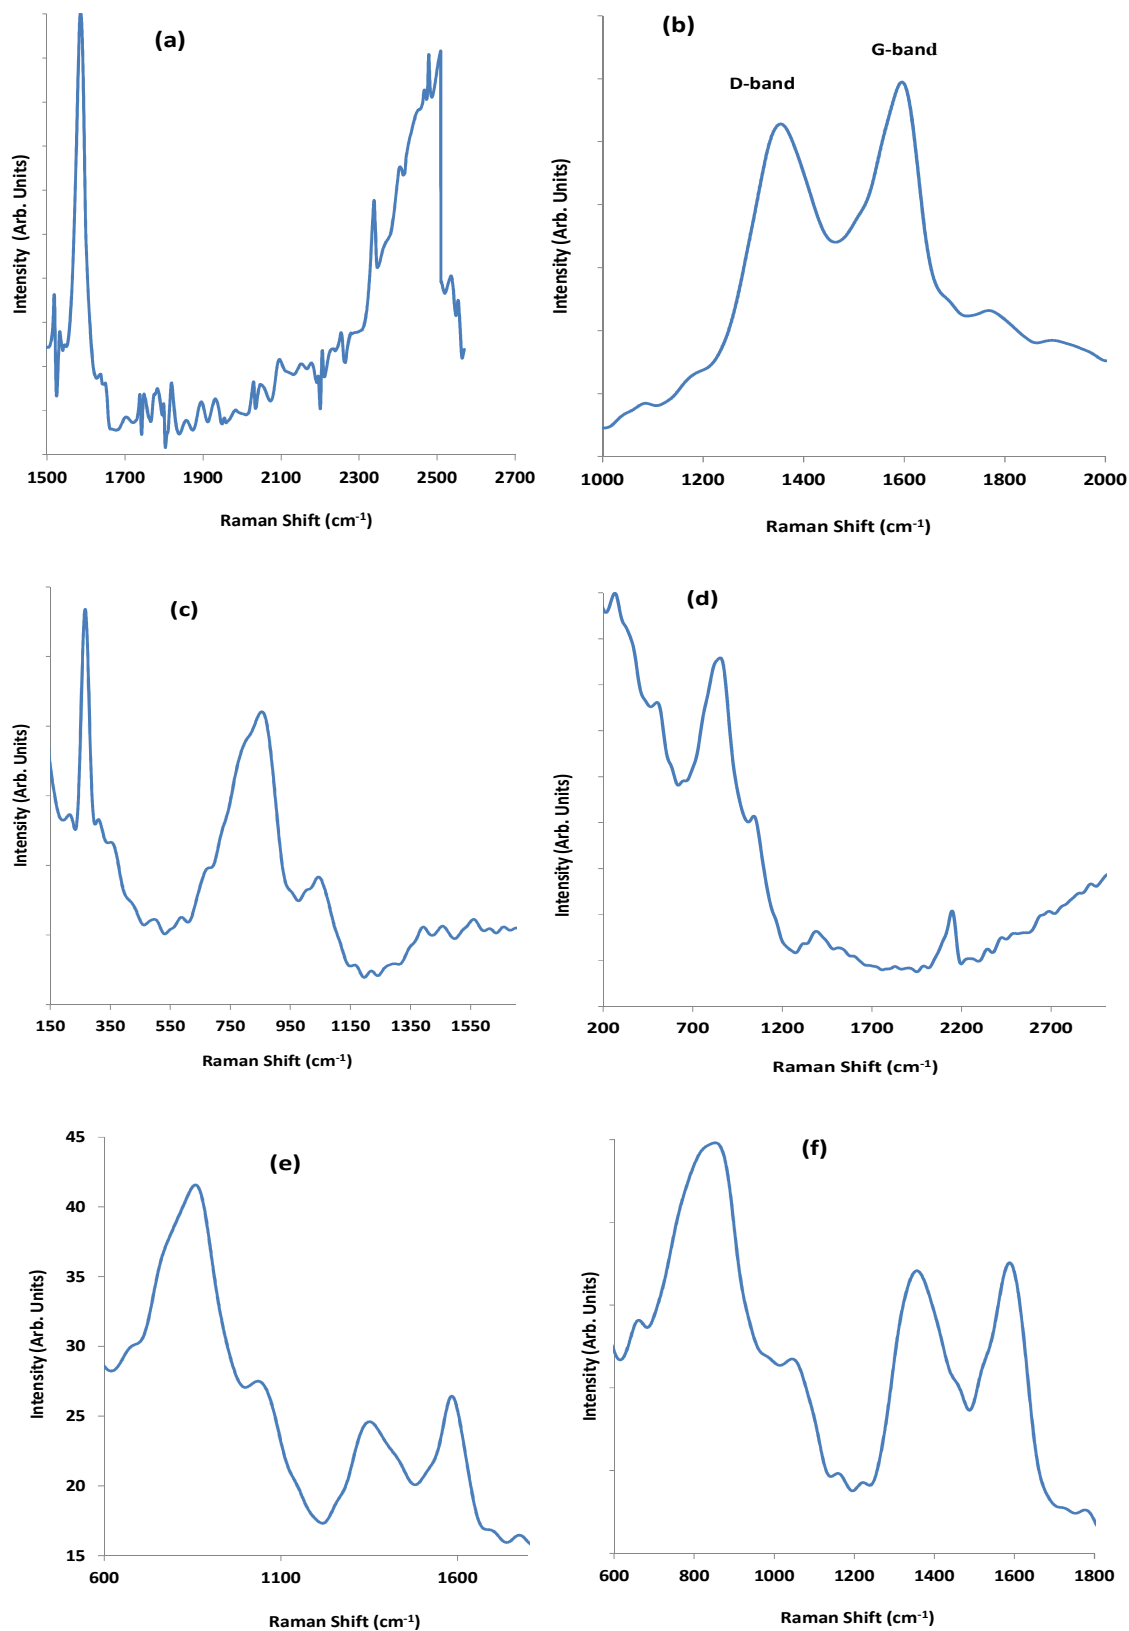 (a)
Intensity (Arb. Units)
1500 1700 1900 2100 2300 2500 2700
Raman Shift (cm-1)
(b)
D-band
G-band
Intensity (Arb. Units)
1000 1200 1400 1600 1800 2000
Raman Shift (cm-1)
(c)
Intensity (Arb. Units)
150 350 550 750 950 1150 1350 1550
Raman Shift (cm-1)
(d)
Intensity (Arb. Units)
200 700 1200 1700 2200 2700
Raman Shift (cm-1)
(e)
Intensity (Arb. Units)
45
40
35
30
25
20
15
600 1100 1600
Raman Shift (cm-1)
(f)
Intensity (Arb. Units)
600 800 1000 1200 1400 1600 1800
Raman Shift (cm-1)